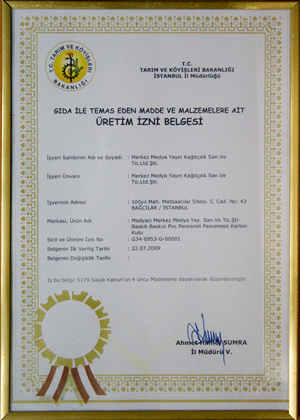 T.C. TARIM VE KÖYİŞLERİ BAKANLIĞI
T.C.
TARIM VE KÖYİŞLERİ BAKANLIĞI
İSTANBUL İl Müdürlüğü
GIDA İLE TEMAS EDEN MADDE VE MALZEMELERE AİT
ÜRETİM İZNİ BELGESİ
İşyeri Sahibinin Adı ve Soyadı : Merkez Medya Yayın Kağıtçılık San.Ve
Tic.Ltd.Şti.
İşyeri Ünvanı : Merkez Medya Yayın Kağıtçılık San.Ve
Tic.Ltd.Şti.
İşyerinin Adresi : 100yıl Mah. Matbaacılar Sitesi. 5. Cad. No: 43
BAĞCILAR / İSTANBUL
Markası, Ürün Adı : Medyacı Merkez Medya Yay. San.Ve Tic.Şti-
Baskılı Baskızı Pvc Pencereli Penceresiz Karton
Kutu
Sicil ve Üretim İzni No : G34-6953-G-00001
Belgenin İlk Veriliş Tarihi : 22.07.2009
Belgenin Değişiklik Tarihi :
İş bu belge 5179 Sayılı Kanun'un 4 üncü Maddesine dayanılarak düzenlenmiştir.
Ahmet Hamdi SUMRA
İl Müdürü V.